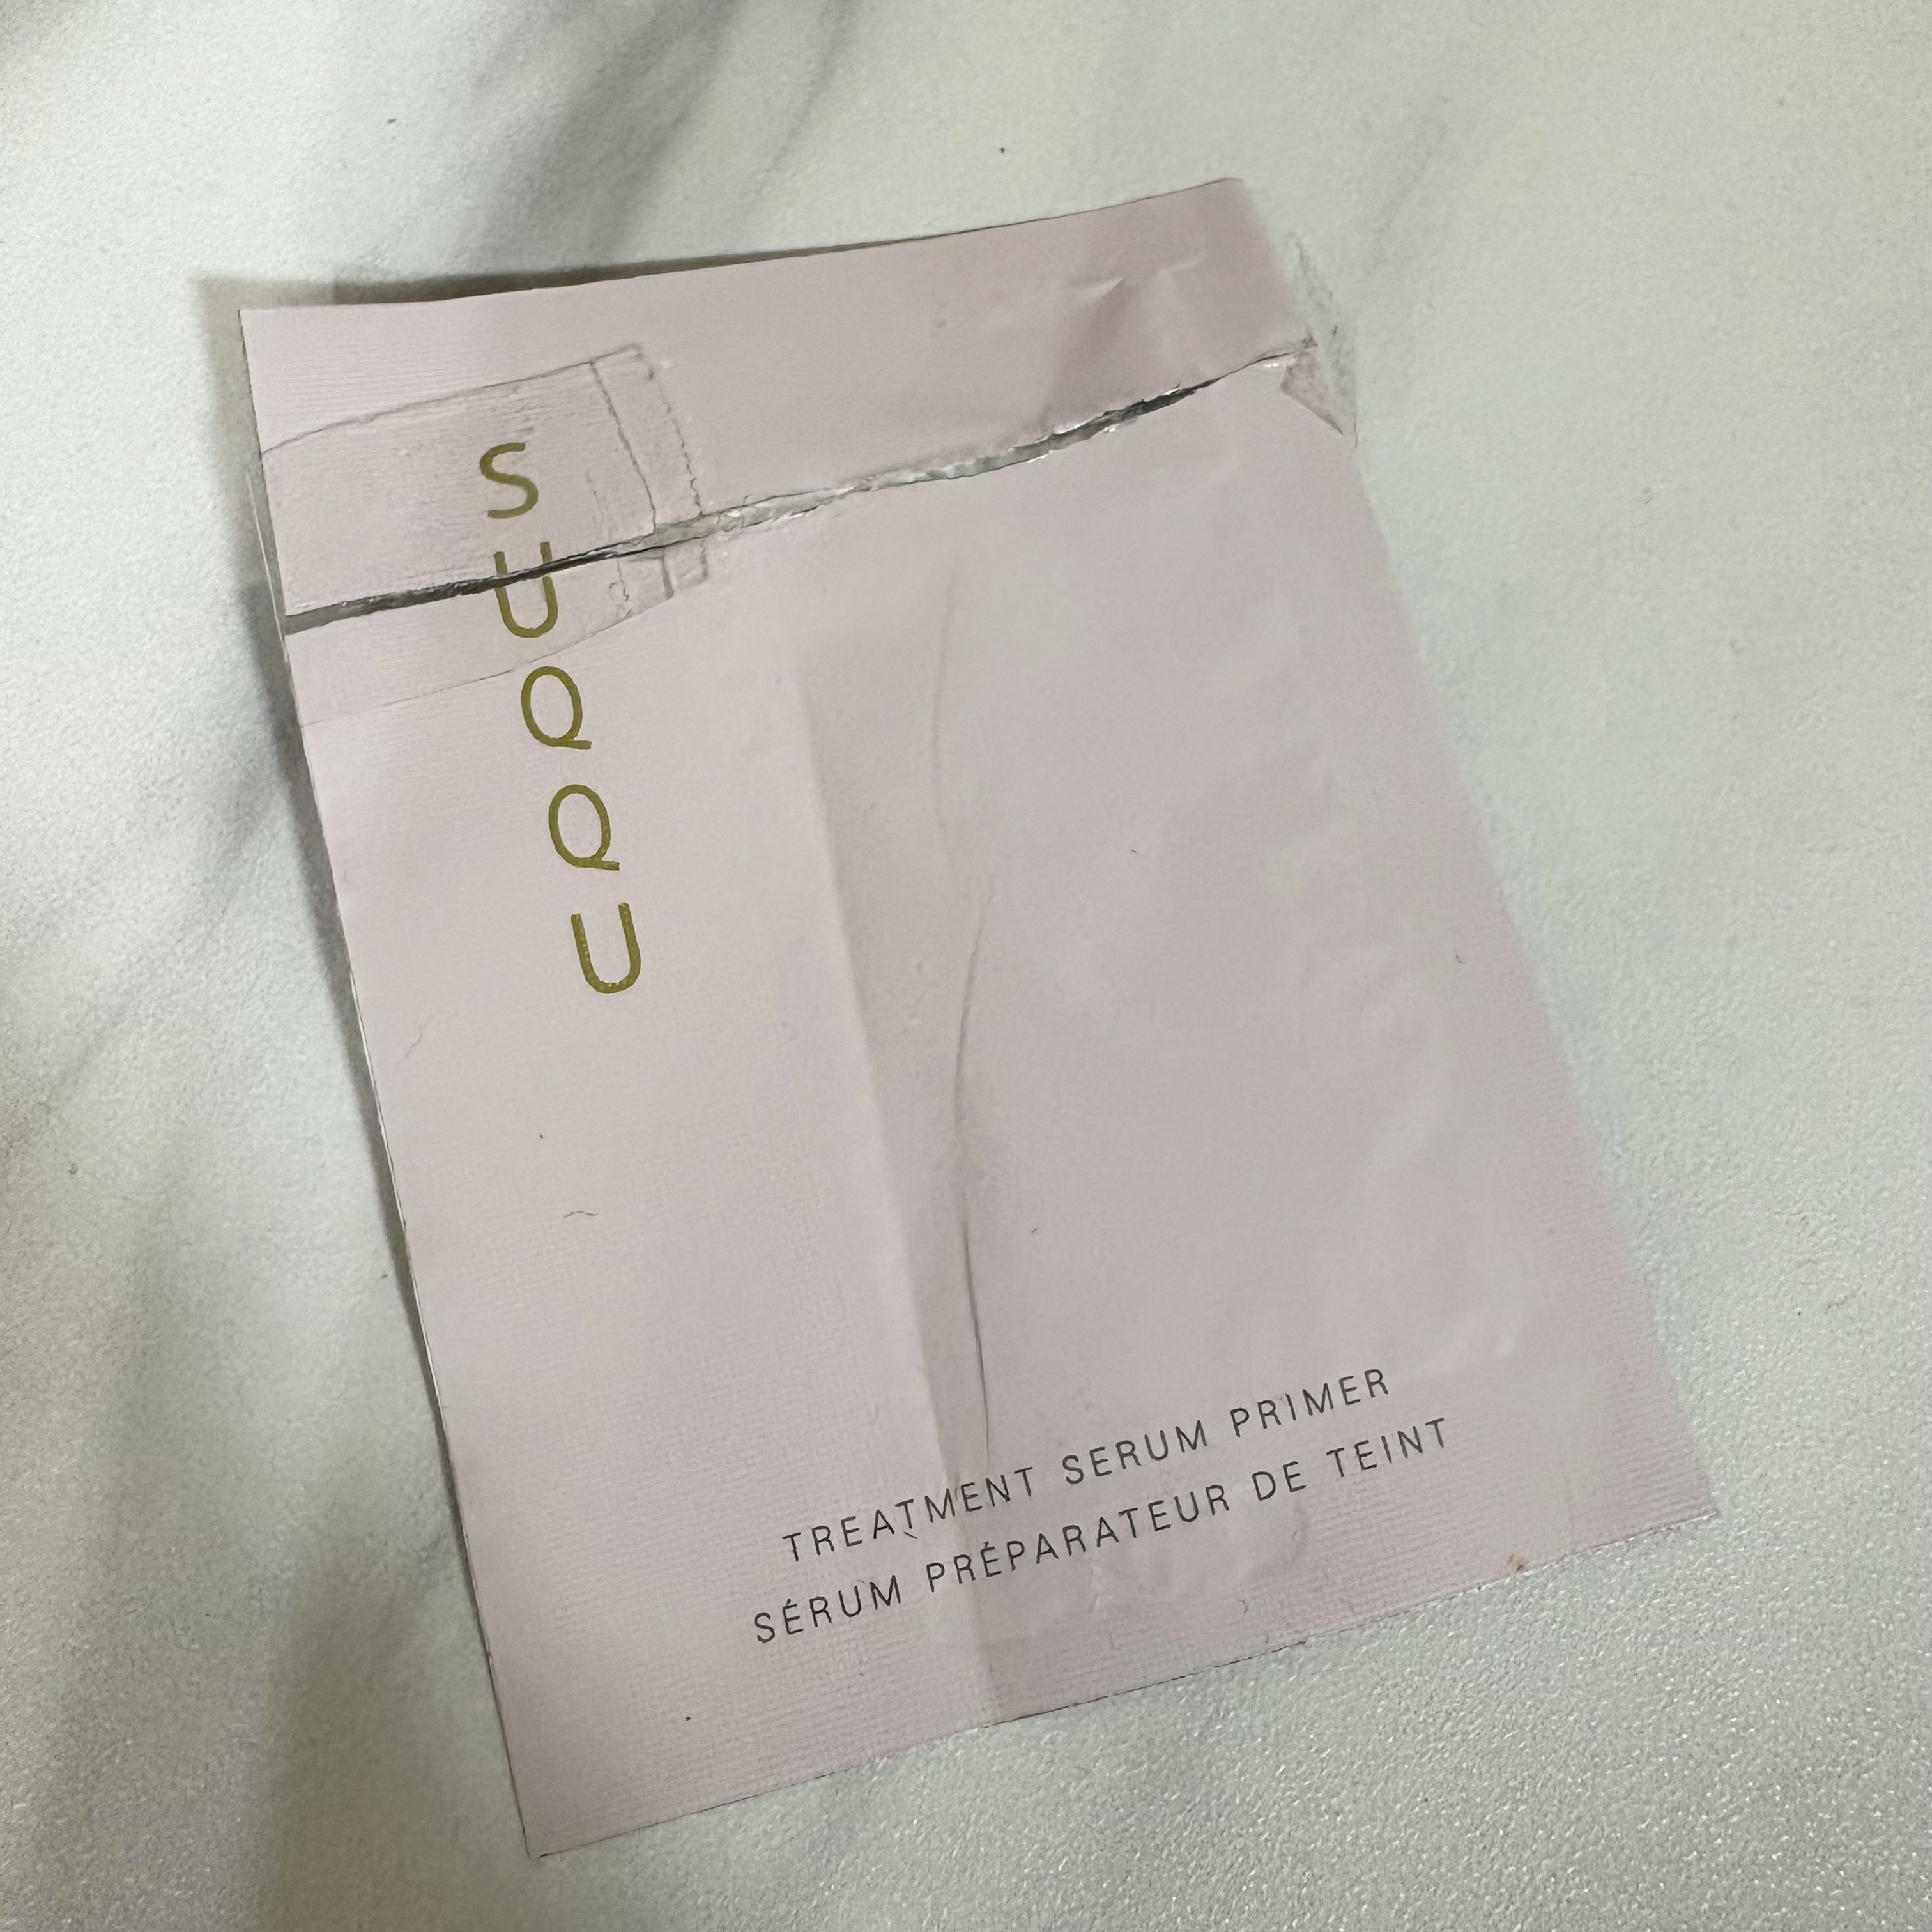 SUQQU
TREATMENT SERUM PRIMER
SÉRUM PRÉPARATEUR DE TEINT